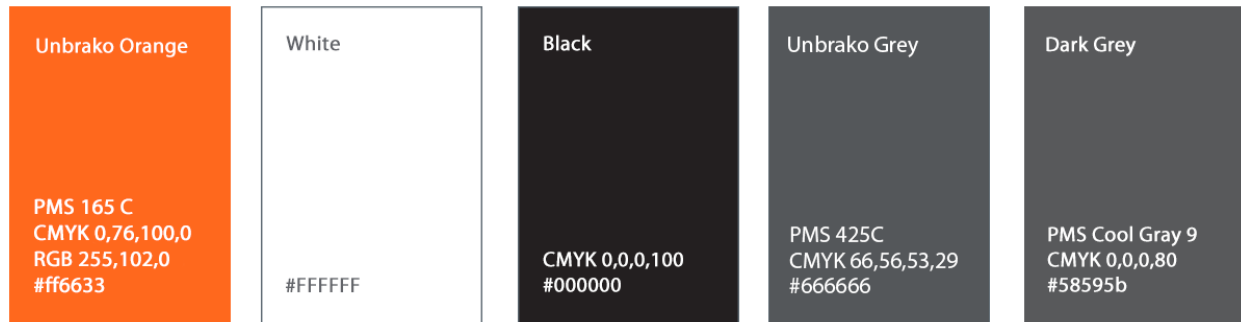 Unbrako Orange
PMS 165 C
CMYK 0,76,100,0
RGB 255,102,0
#ff6633
White
#FFFFFF
Black
CMYK 0,0,0,100
#000000
Unbrako Grey
PMS 425C
CMYK 66,56,53,29
#666666
Dark Grey
PMS Cool Gray 9
CMYK 0,0,0,80
#58595b